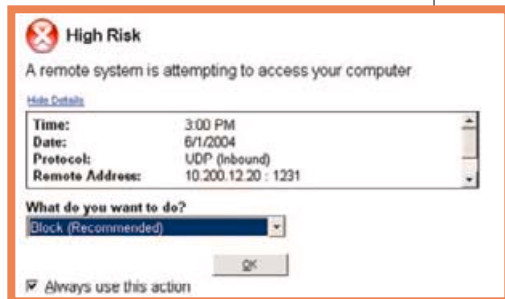 High Risk
A remote system is attempting to access your computer
Hide Details
Time: 3:00 PM
Date: 6/1/2004
Protocol: UDP (Inbound)
Remote Address: 10.200.12.20 : 1231
What do you want to do?
Block (Recommended)
OK
Always use this action